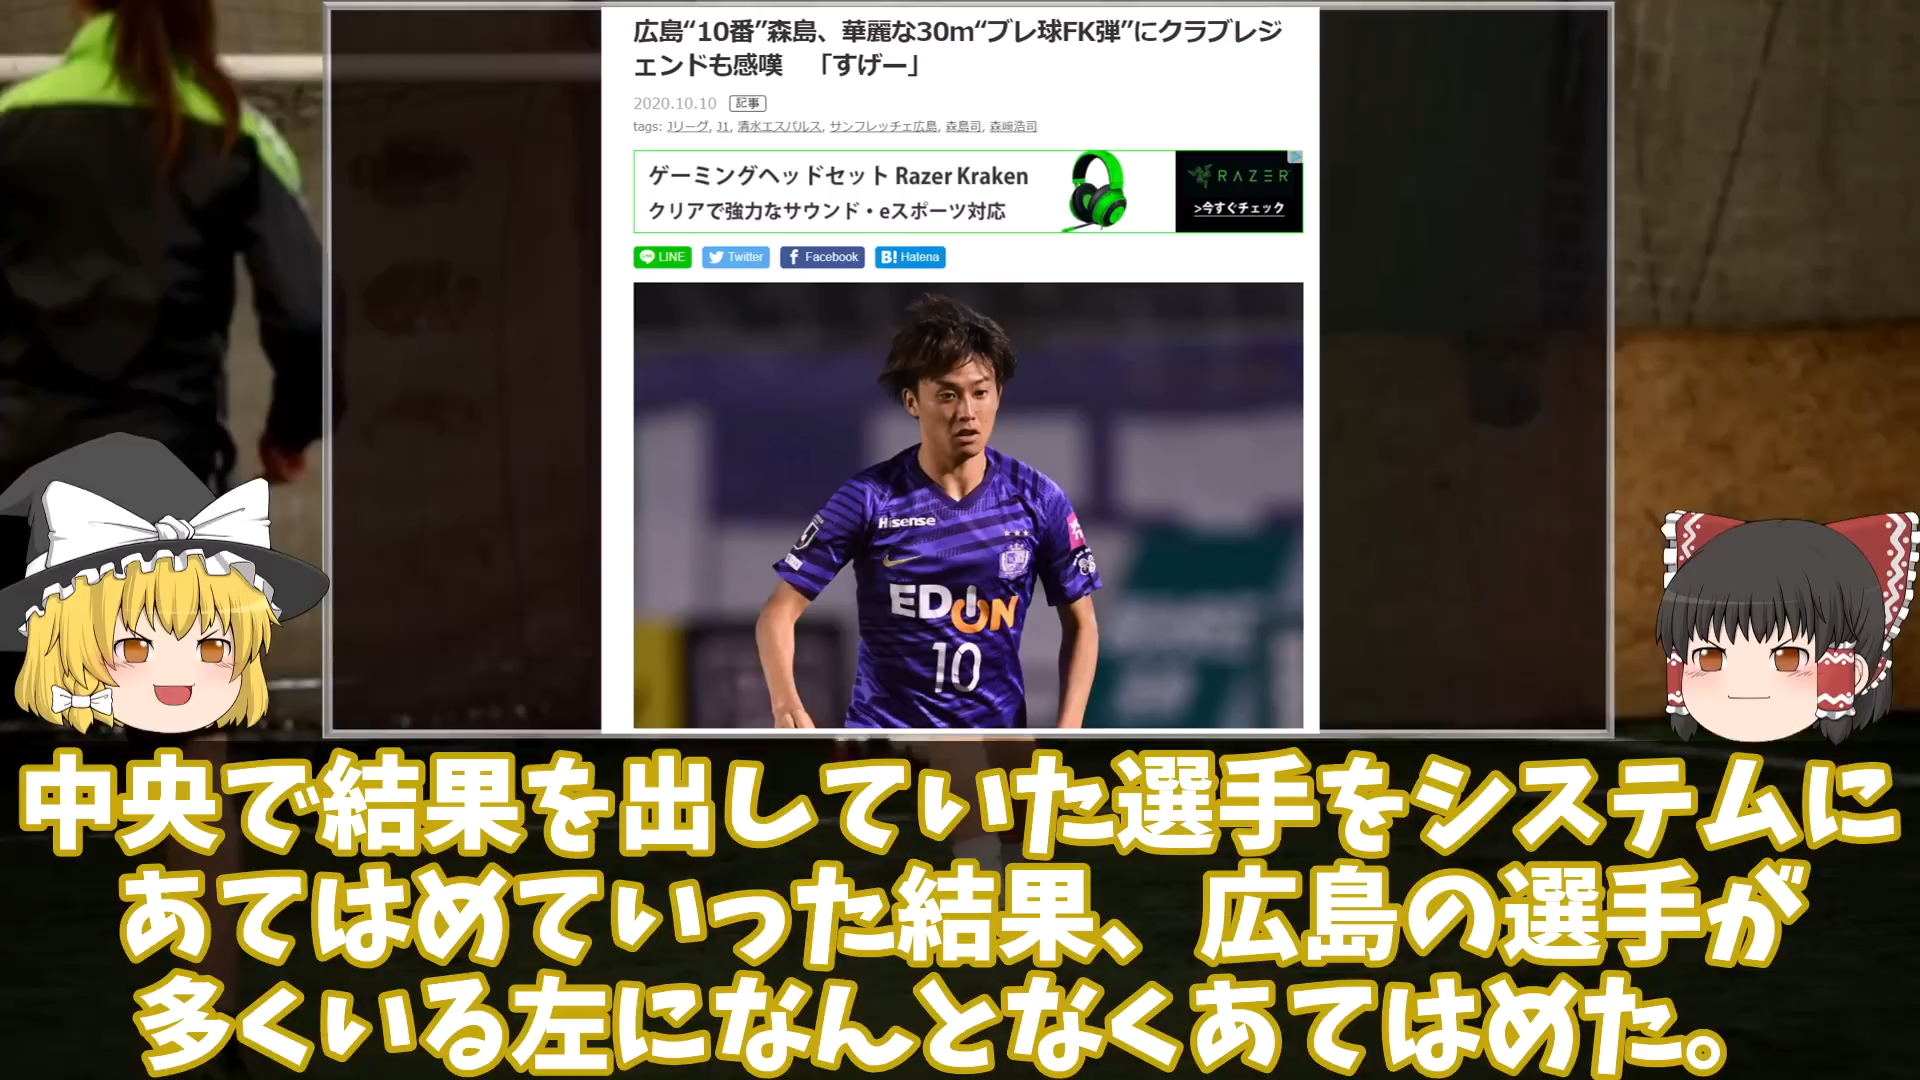 広島“10番”森島、華麗な30m“ブレ球FK弾”にクラブレジ
ェンドも感嘆　「すげー」
2020.10.10 記事
tags: Jリーグ, J1, 清水エスパルス, サンフレッチェ広島, 森島司, 森﨑浩司
ゲーミングヘッドセット Razer Kraken
クリアで強力なサウンド・eスポーツ対応
RAZER
>今すぐチェック
LINE Twitter Facebook B! Hatena
Hisense
EDION
10
中央で結果を出していた選手をシステムに
あてはめていった結果、広島の選手が
多くいる左になんとなくあてはめた。